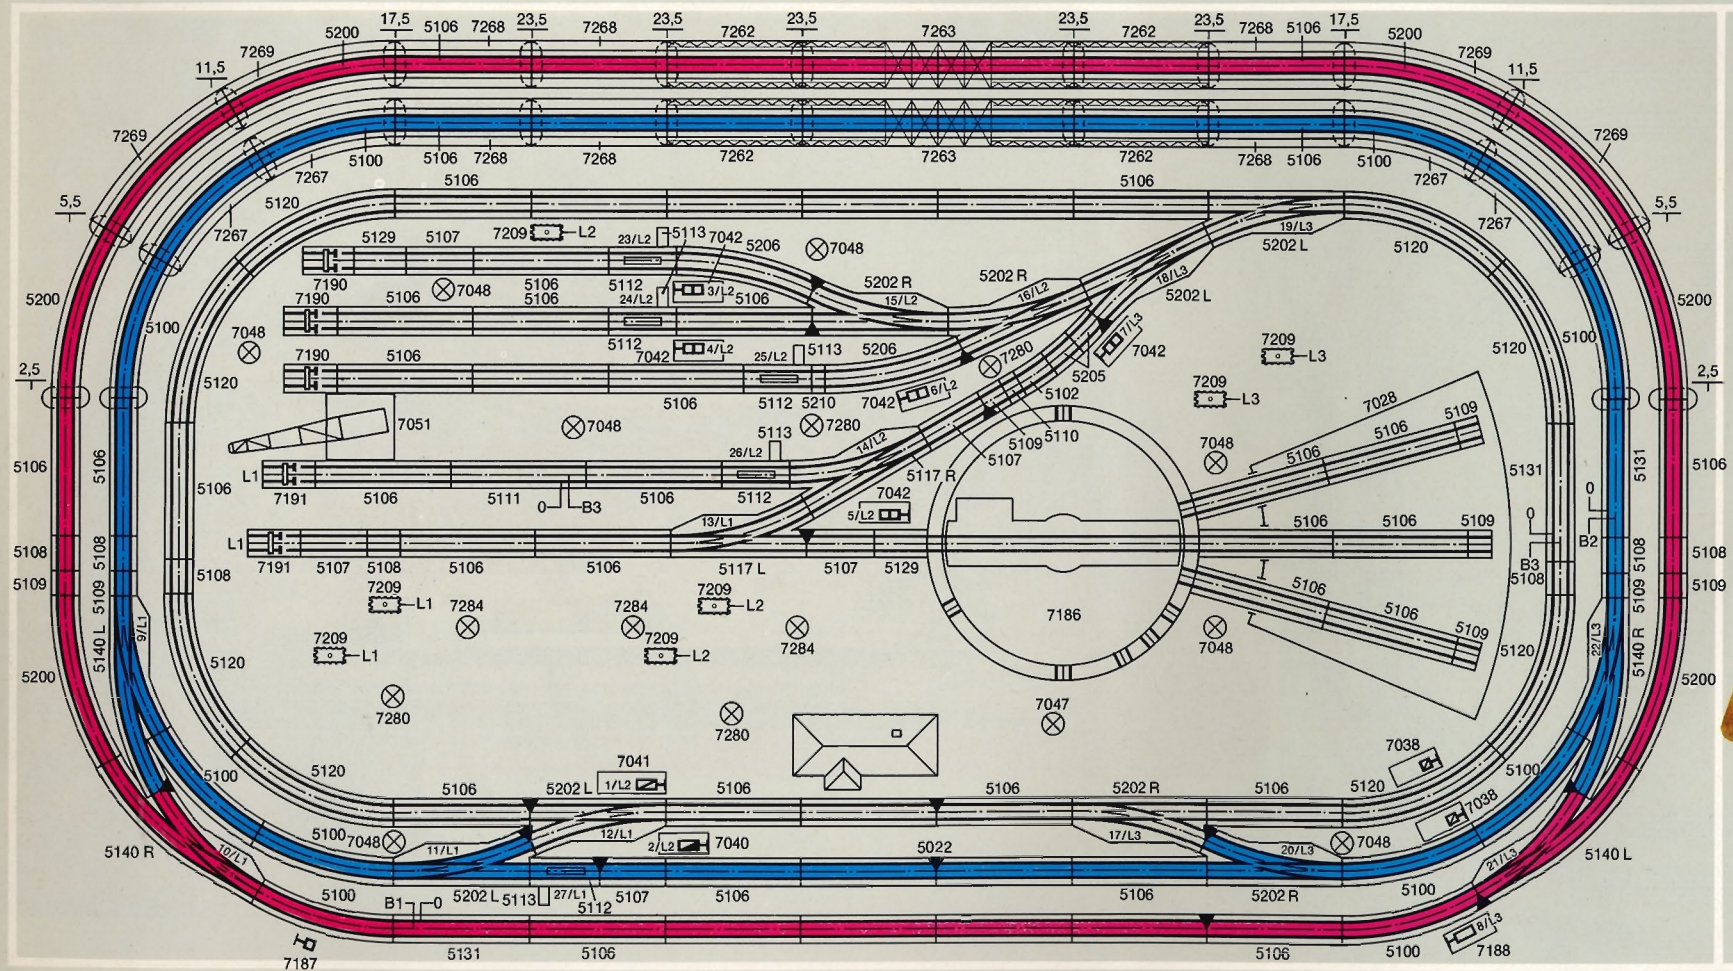 17,5 23,5 23,5 23,5 23,5 23,5 17,5
5200 5106 7268 7268 7262 7263 7262 7268 5106 5200
7269 7269
11,5 11,5
7269 7269
7267 5100 5106 7268 7268 7262 7263 7262 7268 5106 5100 7267
5106 5106
5,5 5120 5,5
7267 7267
5129 5107 7209 L2 23/L2 5113 7042 5206 7048 19/L3 5202 L 5120
7190 7048 5106 5112 3/L2 5202 R 5202 R 18/L3
5106 5106 24/L2 5106 15/L2 16/L2 5202 L
5200 5200
5100 7048 5112 5113 17/L3 7209 5100
7190 5106 7042 4/L2 25/L2 5206 7280 7042 L3 5120
5120 5205 7209
2,5 5106 5112 5210 7042 6/L2 5102 L3 2,5
7051 7048 7280 7028 5109
5113 14/L2 5109 5110 7048 5106
26/L2 5107 5106
5106 5106 L1 5117 R 5131 5131 5106
5106 7191 5106 5111 5106 5112 7042 0
0 B3 5/L2 0
13/L1 5106 5106 5109
5108 5108 L1 B2 5108 5108
7191 5107 5108 5106 5106 5117 L 5107 5129 B3
5109 5109 5108 5106 5106 5108 5109 5109
7209 L1 7284 7284 7209 L2 7186 5109
9/L1 5140 L 7284 7048 22/L3 5140 R
7209 L1 7209 L2 5120
5200 5120 5200
7280 7280 7047
7038
7041
5100 5120 5106 5202 L 1/L2 5106 5106 5202 R 5106 5120 5100
7038
5100 7048 12/L1 2/L2 7040 5022 17/L3 7048
5140 R 10/L1 11/L1 20/L3 21/L3 5140 L
5100 5202 L 5113 27/L1 5112 5107 5106 5106 5202 R 5100
B1 0
8/L3
7187 5131 5106 5106 5100 7188